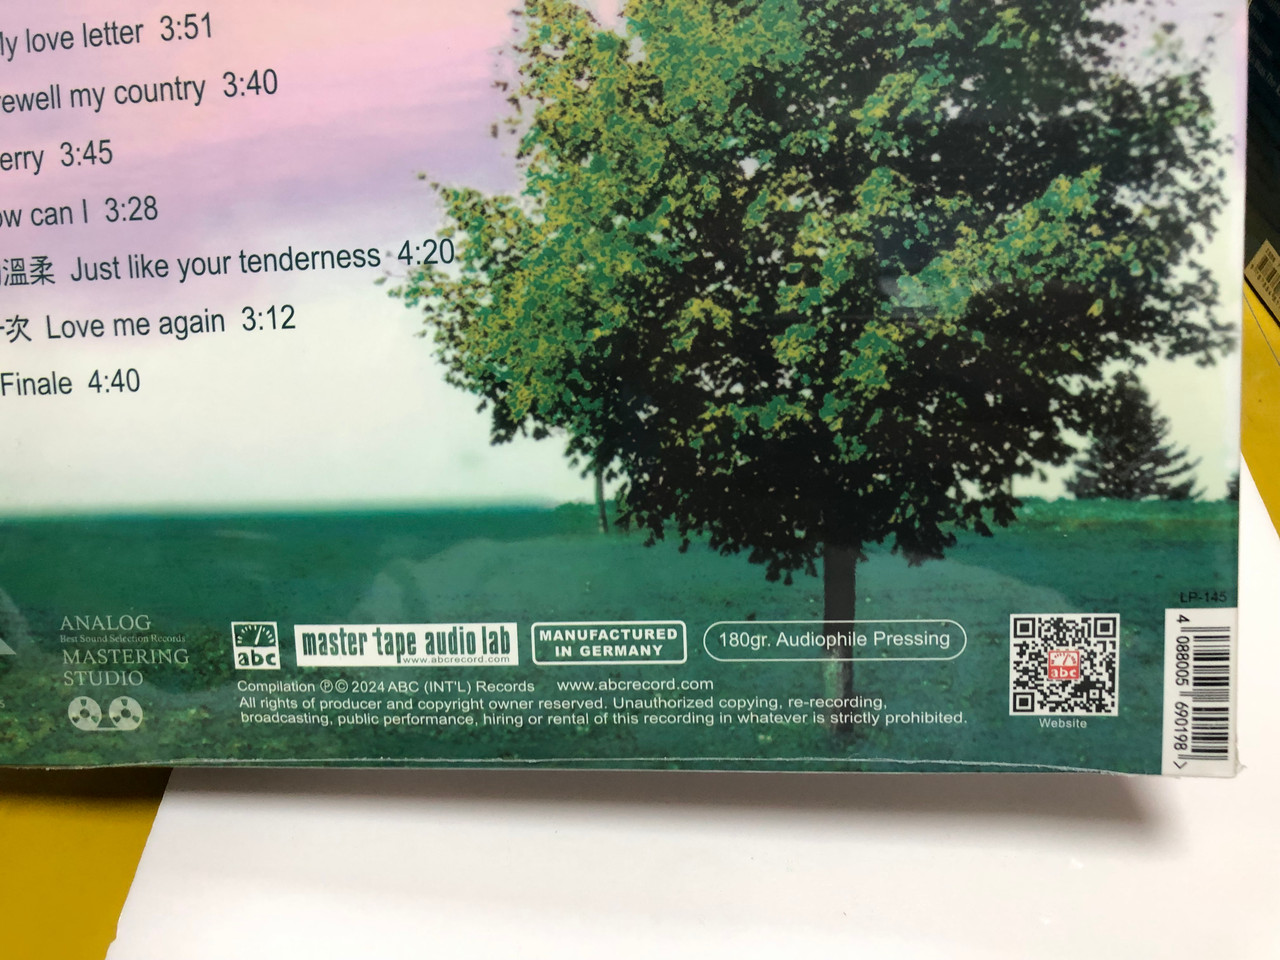 love letter 3:51
my country 3:40
3:45
can I 3:28
溫柔 Just like your tenderness 4:20
次 Love me again 3:12
Finale 4:40
ANALOG
Best Sound Selection Records
MASTERING
STUDIO
abc
master tape audio lab
www.abcrecord.com
MANUFACTURED
IN GERMANY
180gr. Audiophile Pressing
Compilation ℗© 2024 ABC (INT'L) Records www.abcrecord.com
All rights of producer and copyright owner reserved. Unauthorized copying, re-recording,
broadcasting, public performance, hiring or rental of this recording in whatever is strictly prohibited.
abc
Website
LP-145
4 088005 690198 >